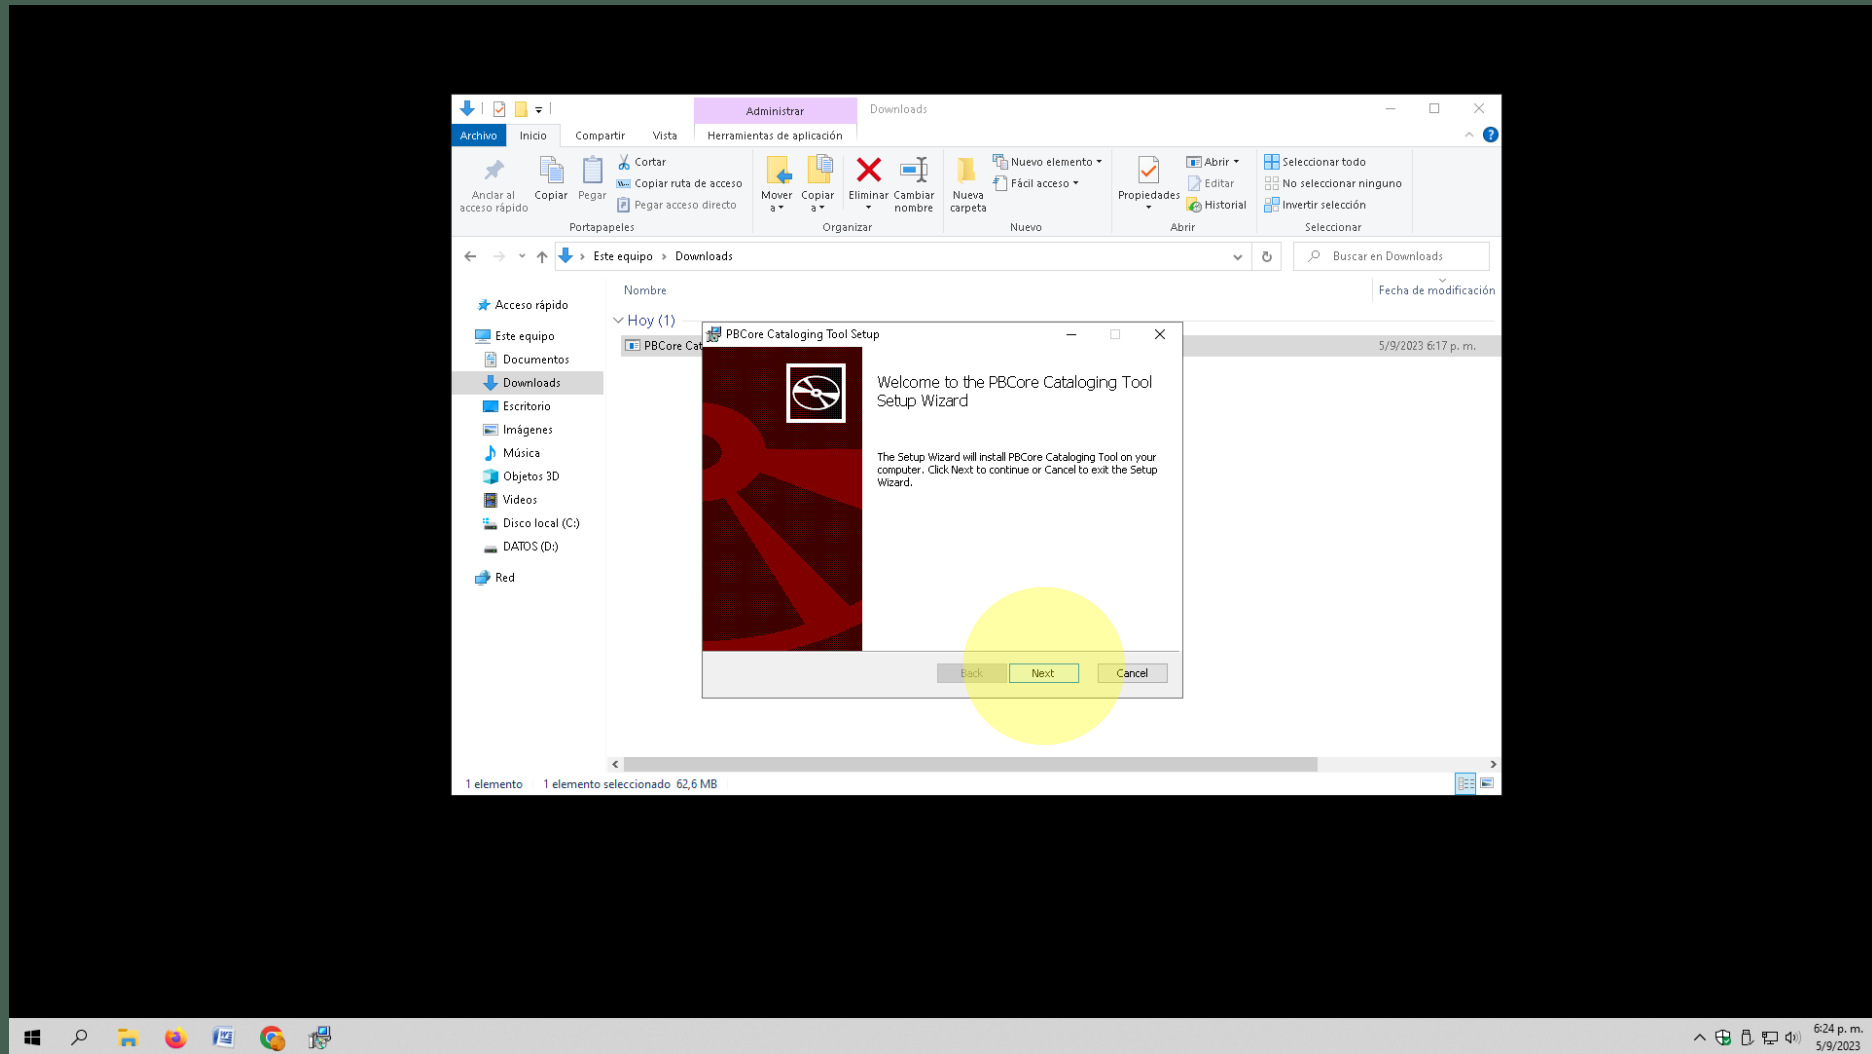 Administrar
Downloads
Archivo
Inicio
Compartir
Vista
Herramientas de aplicación
Anclar al
acceso rápido
Copiar
Pegar
Cortar
Copiar ruta de acceso
Pegar acceso directo
Portapapeles
Mover
a
Copiar
a
Eliminar
Cambiar
nombre
Organizar
Nueva
carpeta
Nuevo elemento
Fácil acceso
Nuevo
Propiedades
Abrir
Editar
Historial
Abrir
Seleccionar todo
No seleccionar ninguno
Invertir selección
Seleccionar
Este equipo > Downloads
Buscar en Downloads
Nombre
Fecha de modificación
Acceso rápido
Este equipo
Documentos
Downloads
Escritorio
Imágenes
Música
Objetos 3D
Videos
Disco local (C:)
DATOS (D:)
Red
Hoy (1)
PBCore Cat
5/9/2023 6:17 p. m.
PBCore Cataloging Tool Setup
Welcome to the PBCore Cataloging Tool
Setup Wizard
The Setup Wizard will install PBCore Cataloging Tool on your
computer. Click Next to continue or Cancel to exit the Setup
Wizard.
Back
Next
Cancel
1 elemento
1 elemento seleccionado 62,6 MB
6:24 p. m.
5/9/2023